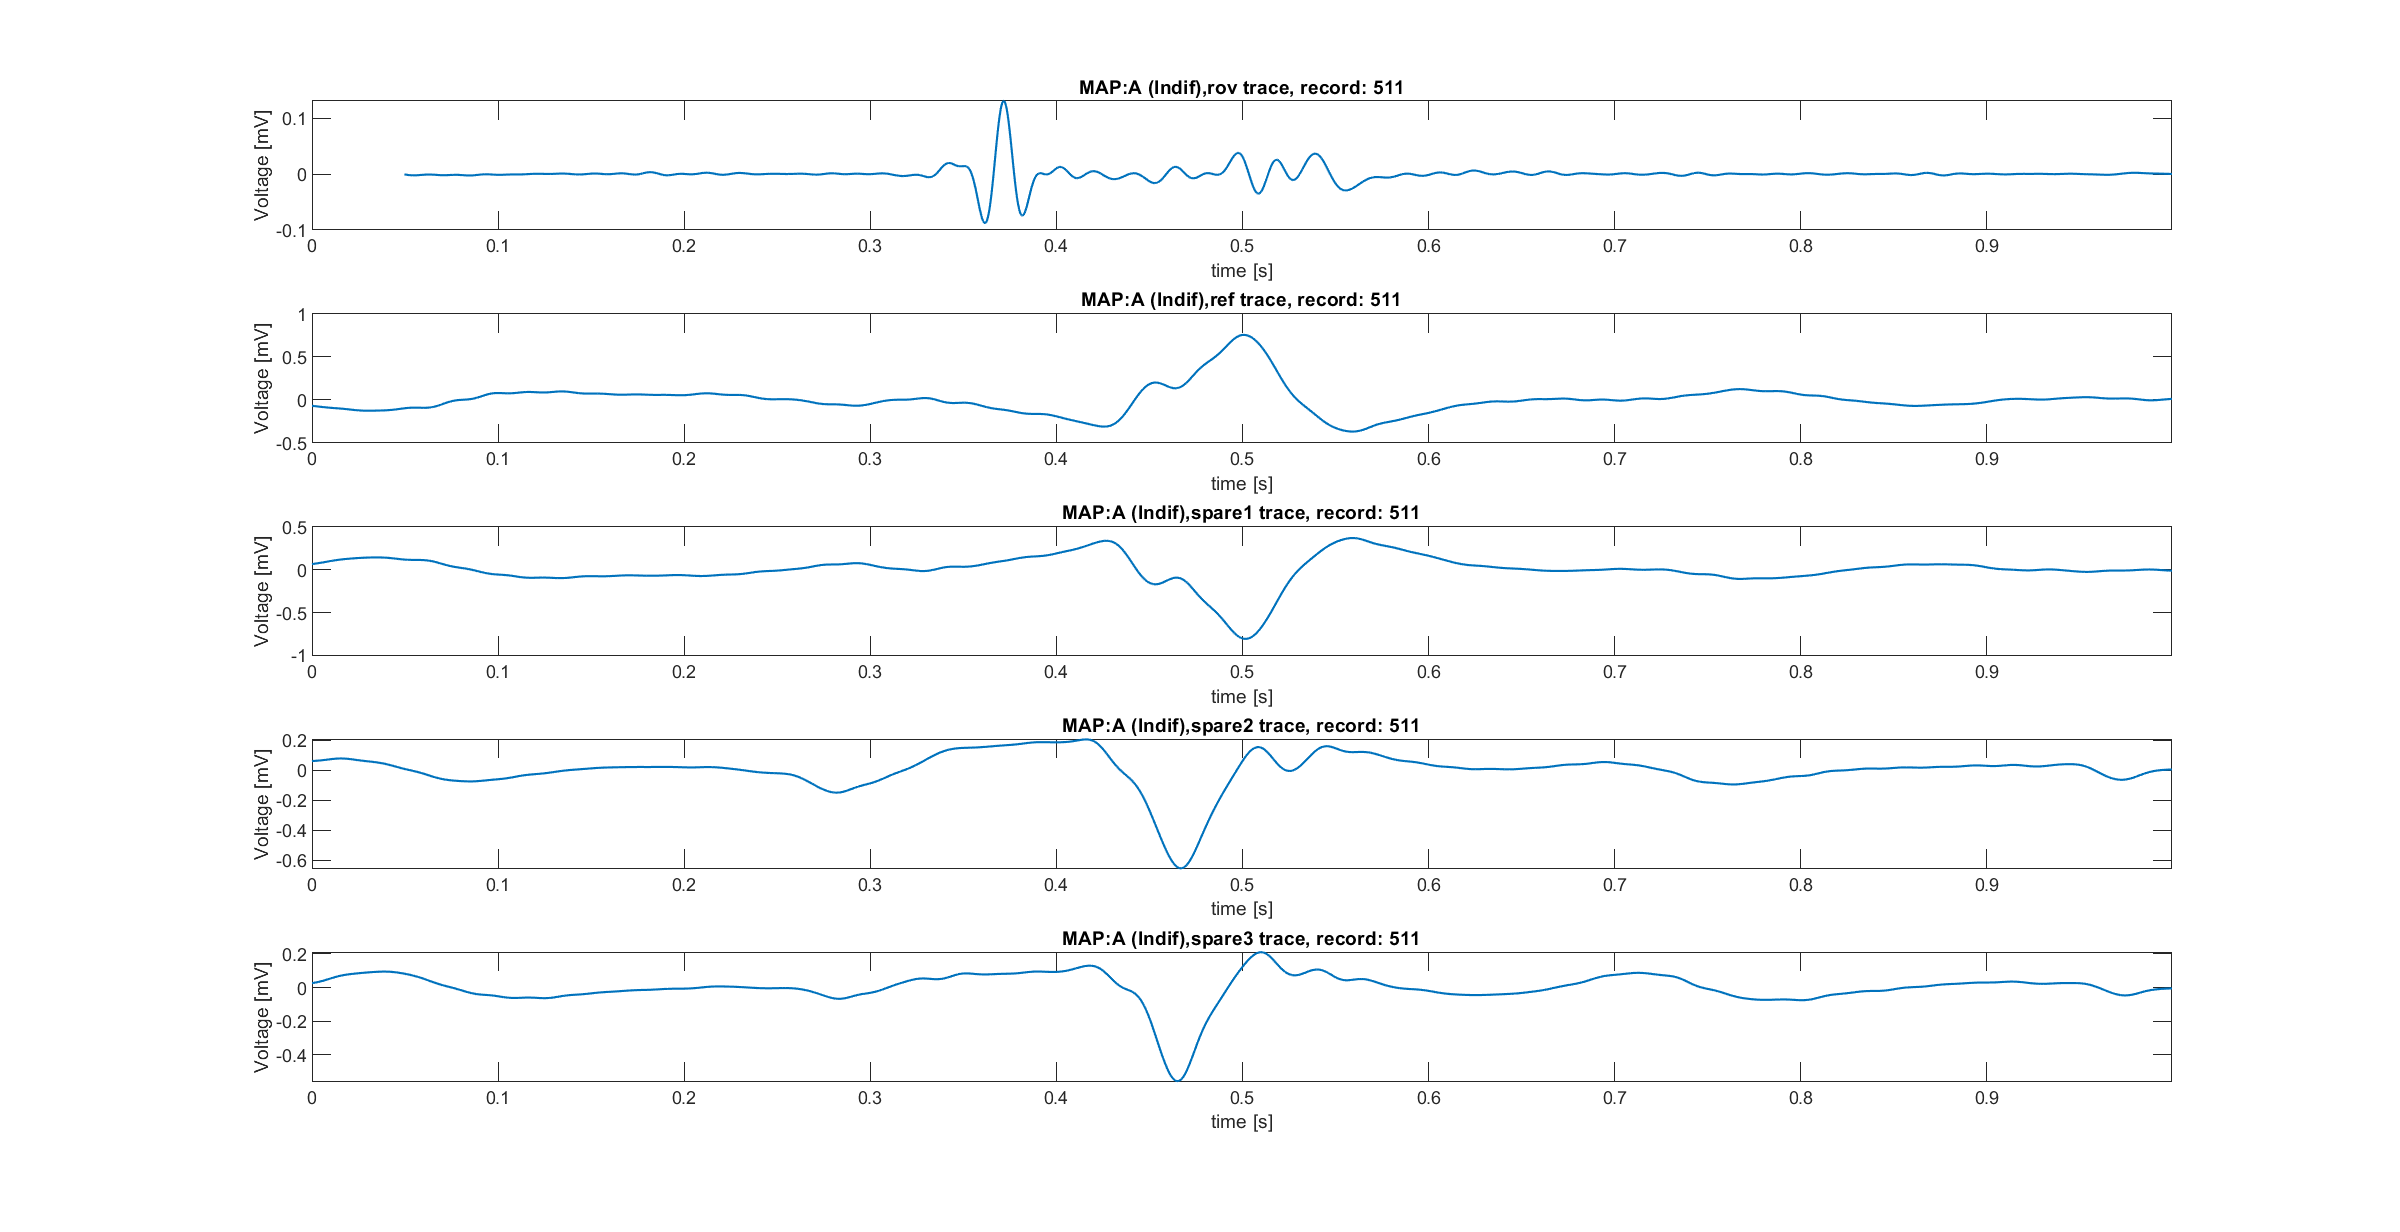 MAP:A (Indif),rov trace, record: 511
Voltage [mV]
0.1
0
-0.1
0 0.1 0.2 0.3 0.4 0.5 0.6 0.7 0.8 0.9
time [s]
MAP:A (Indif),ref trace, record: 511
Voltage [mV]
1
0.5
0
-0.5
0 0.1 0.2 0.3 0.4 0.5 0.6 0.7 0.8 0.9
time [s]
MAP:A (Indif),spare1 trace, record: 511
Voltage [mV]
0.5
0
-0.5
-1
0 0.1 0.2 0.3 0.4 0.5 0.6 0.7 0.8 0.9
time [s]
MAP:A (Indif),spare2 trace, record: 511
Voltage [mV]
0.2
0
-0.2
-0.4
-0.6
0 0.1 0.2 0.3 0.4 0.5 0.6 0.7 0.8 0.9
time [s]
MAP:A (Indif),spare3 trace, record: 511
Voltage [mV]
0.2
0
-0.2
-0.4
0 0.1 0.2 0.3 0.4 0.5 0.6 0.7 0.8 0.9
time [s]